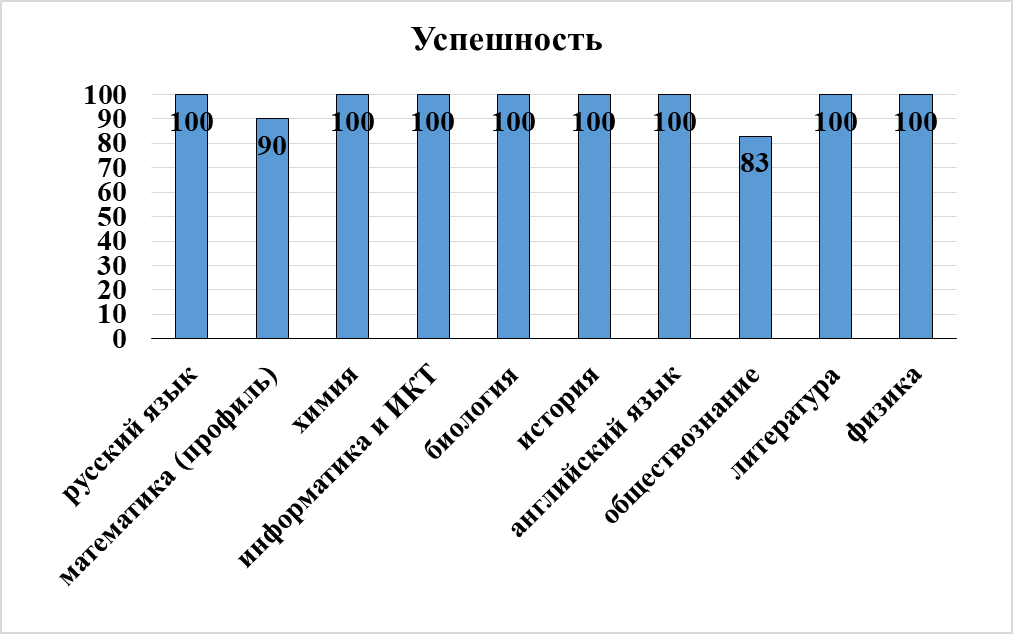 Успешность
100
90
80
70
60
50
40
30
20
10
0
100
90
100
100
100
100
100
83
100
100
русский язык
математика (профиль)
химия
информатика и ИКТ
биология
история
английский язык
обществознание
литература
физика